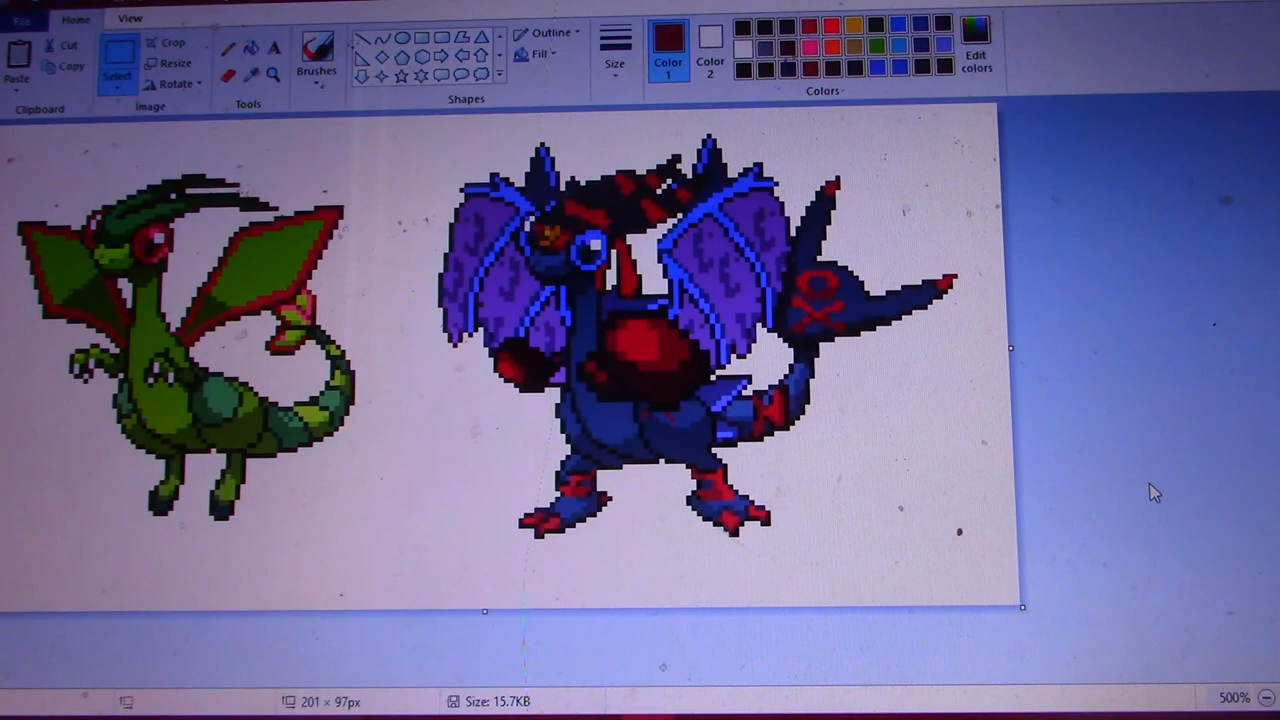 File Home View
Paste Cut Copy Clipboard
Select Crop Resize Rotate Image
A
Tools
Brushes
Shapes
Outline Fill
Size
Color 1
Color 2
Edit colors
Colors
201 × 97px
Size: 15.7KB
500%